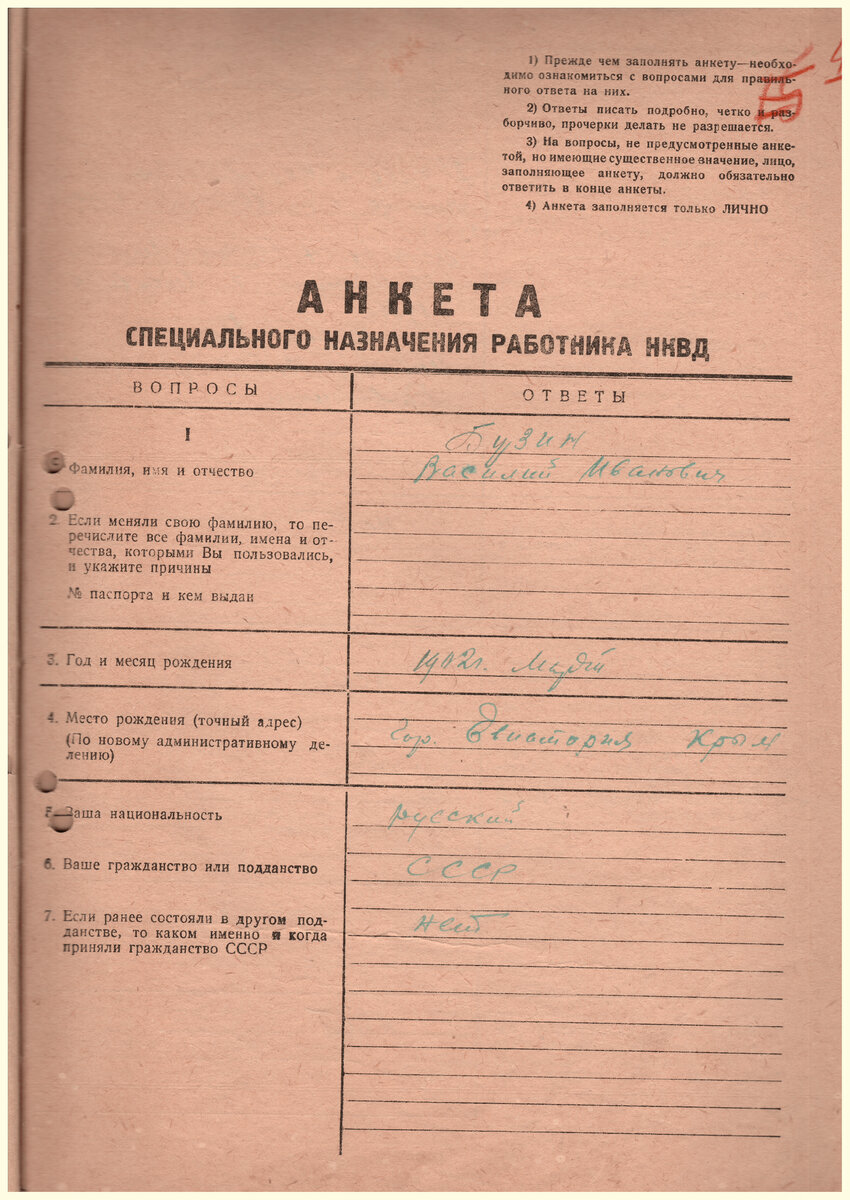 1) Прежде чем заполнять анкету—необхо-
димо ознакомиться с вопросами для правиль-
ного ответа на них.
2) Ответы писать подробно, четко и раз-
борчиво, прочерки делать не разрешается.
3) На вопросы, не предусмотренные анке-
той, но имеющие существенное значение, лицо,
заполняющее анкету, должно обязательно
ответить в конце анкеты.
4) Анкета заполняется только ЛИЧНО
АНКЕТА
СПЕЦИАЛЬНОГО НАЗНАЧЕНИЯ РАБОТНИКА НКВД
ВОПРОСЫ
ОТВЕТЫ
I
Бузин
Фамилия, имя и отчество
Василий Иванович
2. Если меняли свою фамилию, то пе-
речислите все фамилии, имена и от-
чества, которыми Вы пользовались,
и укажите причины
№ паспорта и кем выдан
3. Год и месяц рождения
Место рождения (точный адрес)
4.
(По новому административному де-
лению)
гор. Евпатория Крым
5. Ваша национальность
русский
6. Ваше гражданство или подданство
СССР
7. Если ранее состояли в другом под-
данстве, то каком именно и когда
приняли гражданство СССР
нет